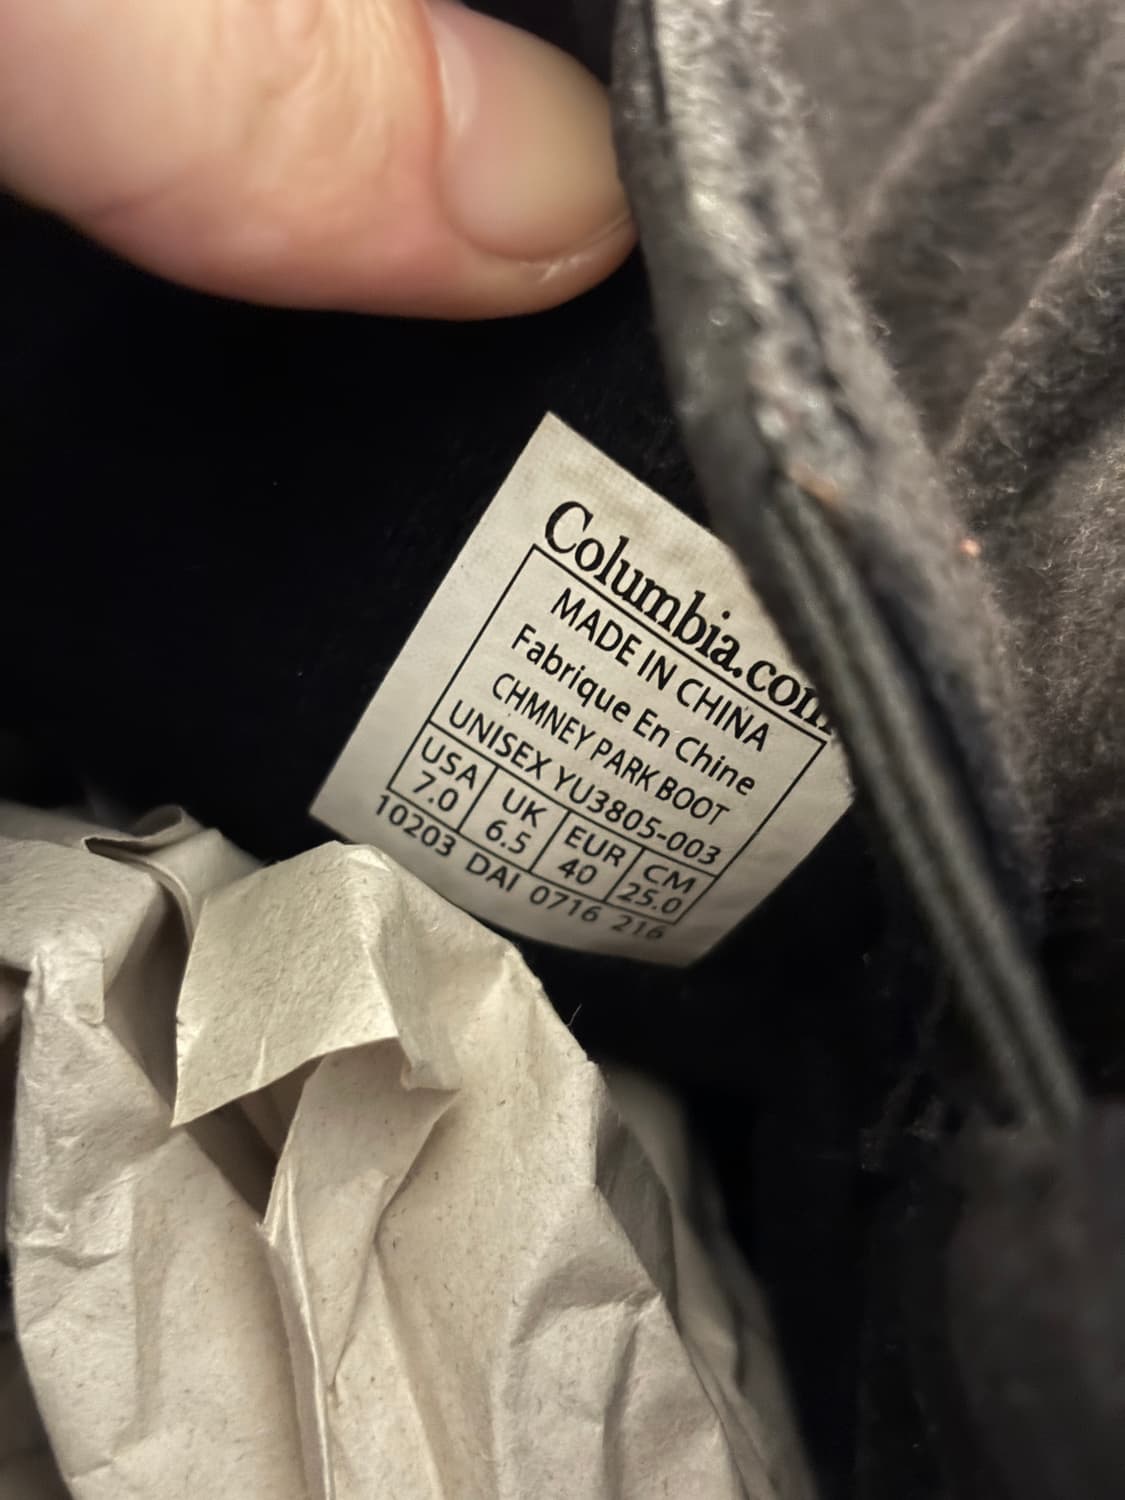 Columbia.com
MADE IN CHINA
Fabrique En Chine
CHMNEY PARK BOOT
UNISEX YU3805-003
USA UK EUR CM
7.0 6.5 40 25.0
10203 DAI 0716 216